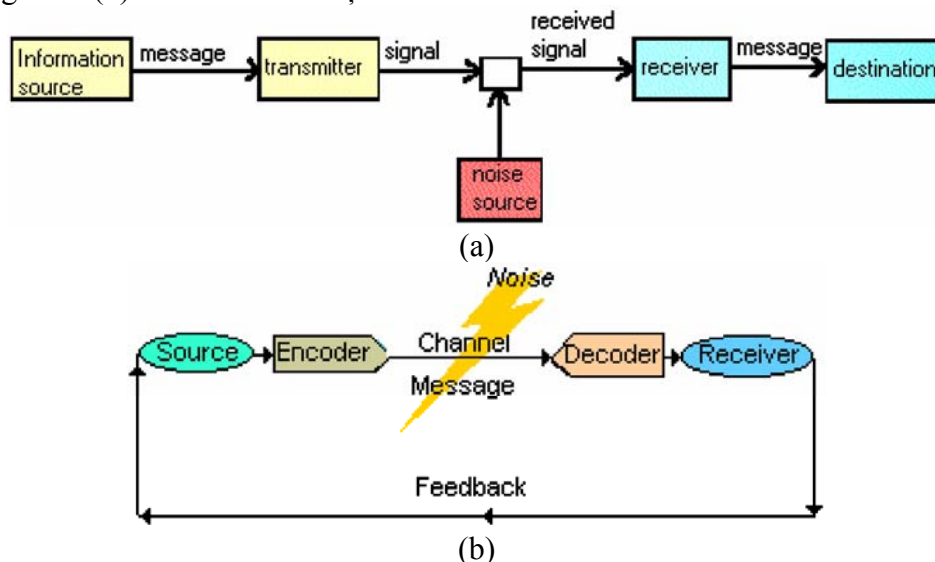 message
signal
received
signal
message
Information
source
transmitter
receiver
destination
noise
source
(a)
Noise
Source
Encoder
Channel
Decoder
Receiver
Message
Feedback
(b)